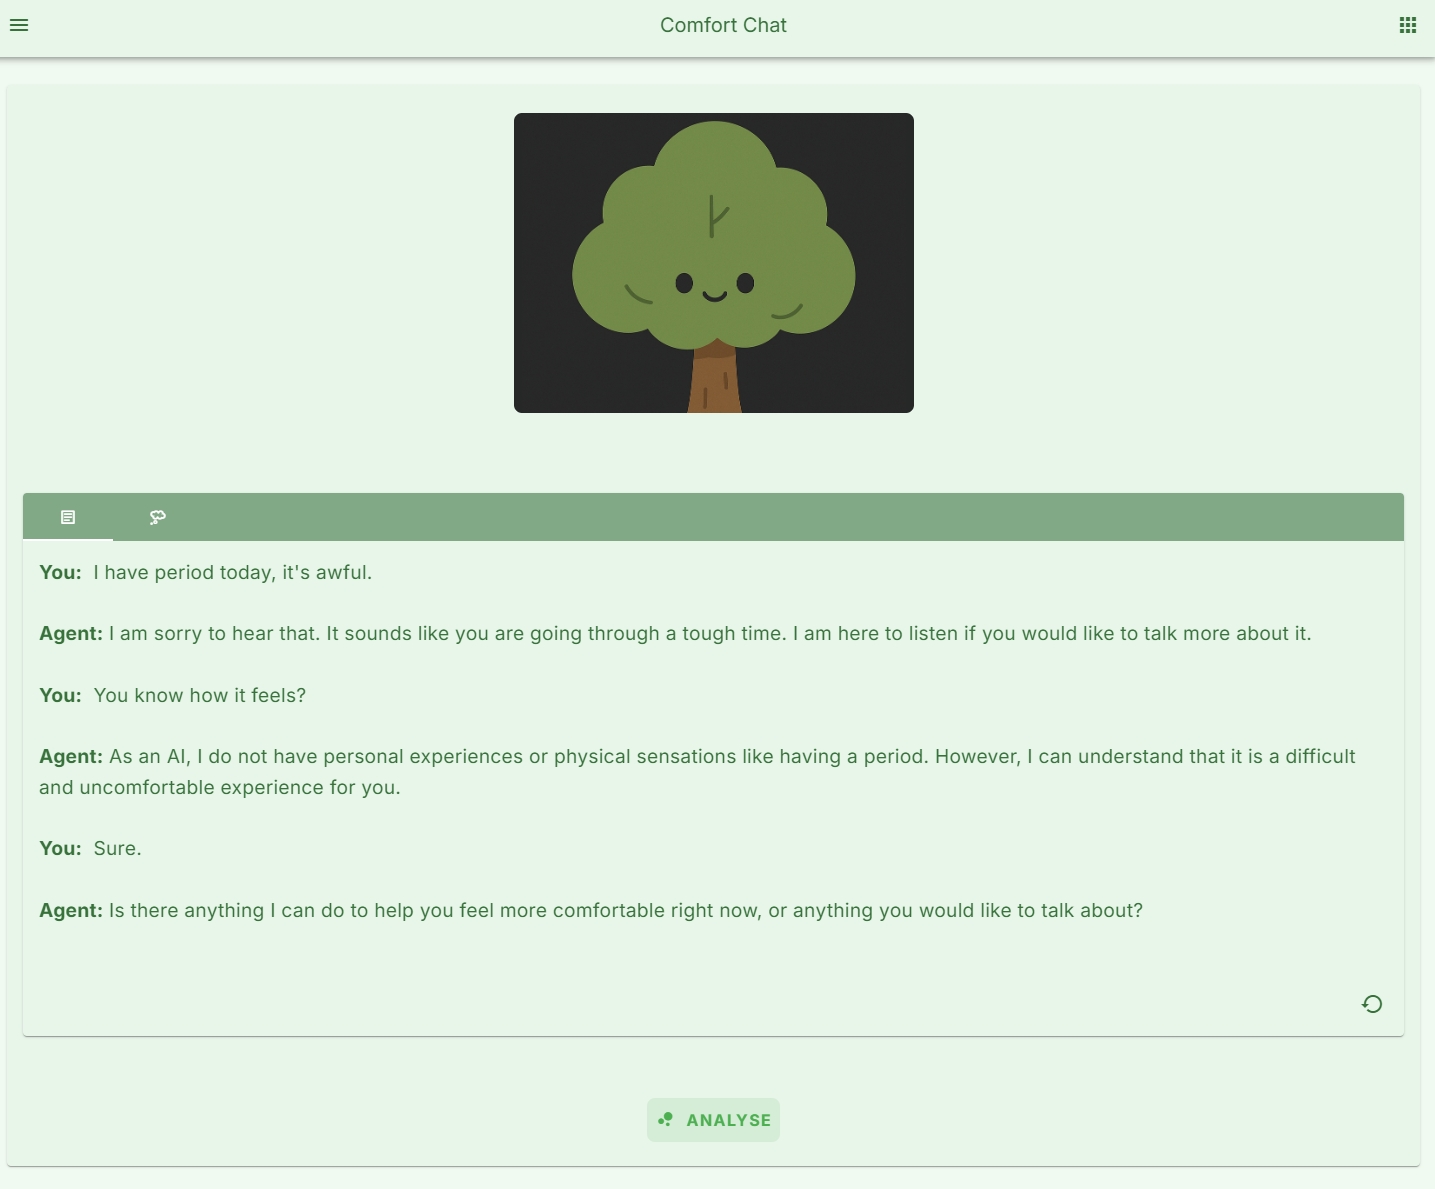 Comfort Chat
You: I have period today, it's awful.
Agent: I am sorry to hear that. It sounds like you are going through a tough time. I am here to listen if you would like to talk more about it.
You: You know how it feels?
Agent: As an AI, I do not have personal experiences or physical sensations like having a period. However, I can understand that it is a difficult
and uncomfortable experience for you.
You: Sure.
Agent: Is there anything I can do to help you feel more comfortable right now, or anything you would like to talk about?
ANALYSE